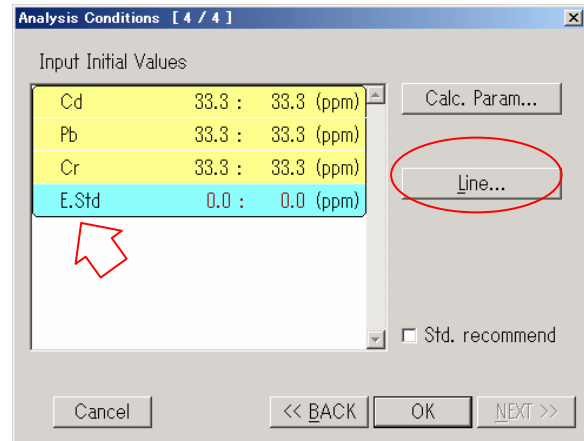 Analysis Conditions [ 4 / 4 ]
Input Initial Values
Cd 33.3 : 33.3 (ppm)
Pb 33.3 : 33.3 (ppm)
Cr 33.3 : 33.3 (ppm)
E.Std 0.0 : 0.0 (ppm)
Calc. Param...
Line...
Std. recommend
Cancel << BACK OK NEXT >>